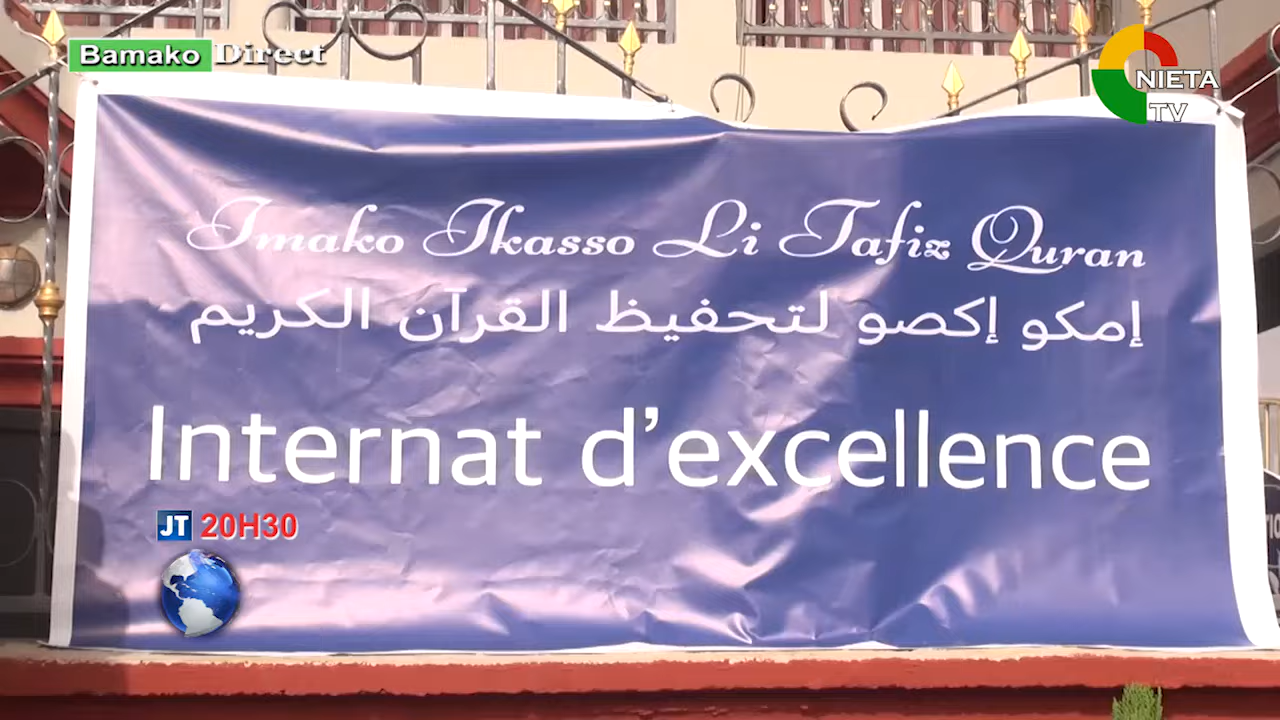 Bamako Direct
NIETA
TV
Imako Ikasso Li Tafiz Quran
إمكو إكصو لتحفيظ القرآن الكريم
Internat d'excellence
JT 20H30